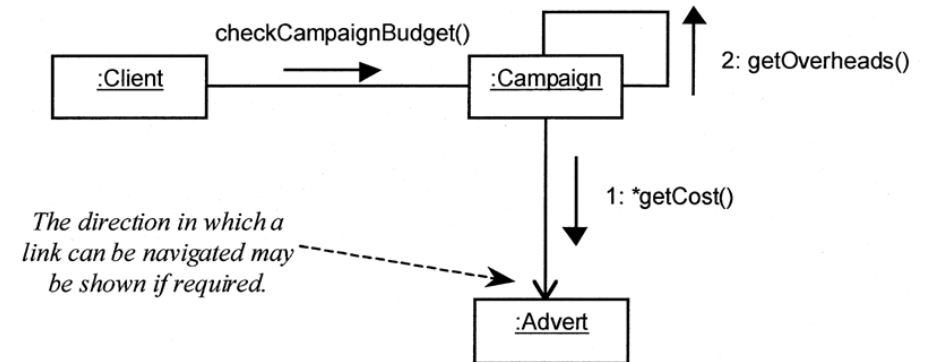 checkCampaignBudget()
:Client
:Campaign
2: getOverheads()
1: *getCost()
The direction in which a
link can be navigated may
be shown if required.
:Advert